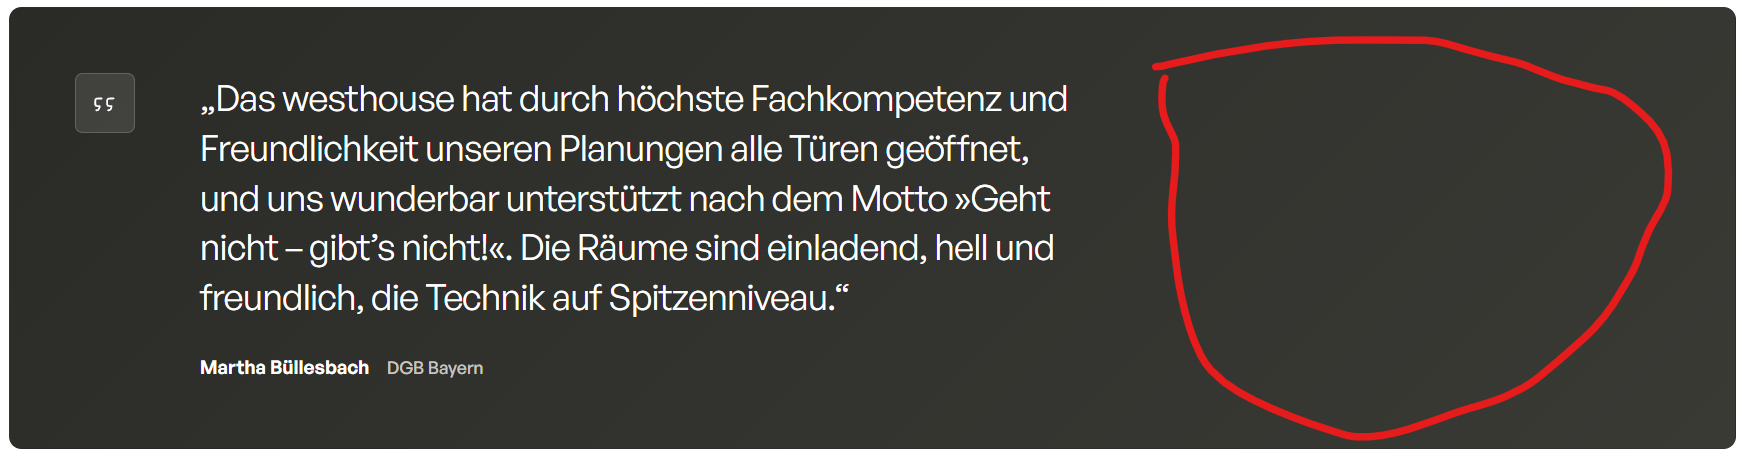 „Das westhouse hat durch höchste Fachkompetenz und
Freundlichkeit unseren Planungen alle Türen geöffnet,
und uns wunderbar unterstützt nach dem Motto »Geht
nicht – gibt’s nicht!«. Die Räume sind einladend, hell und
freundlich, die Technik auf Spitzenniveau.“
Martha Büllesbach DGB Bayern